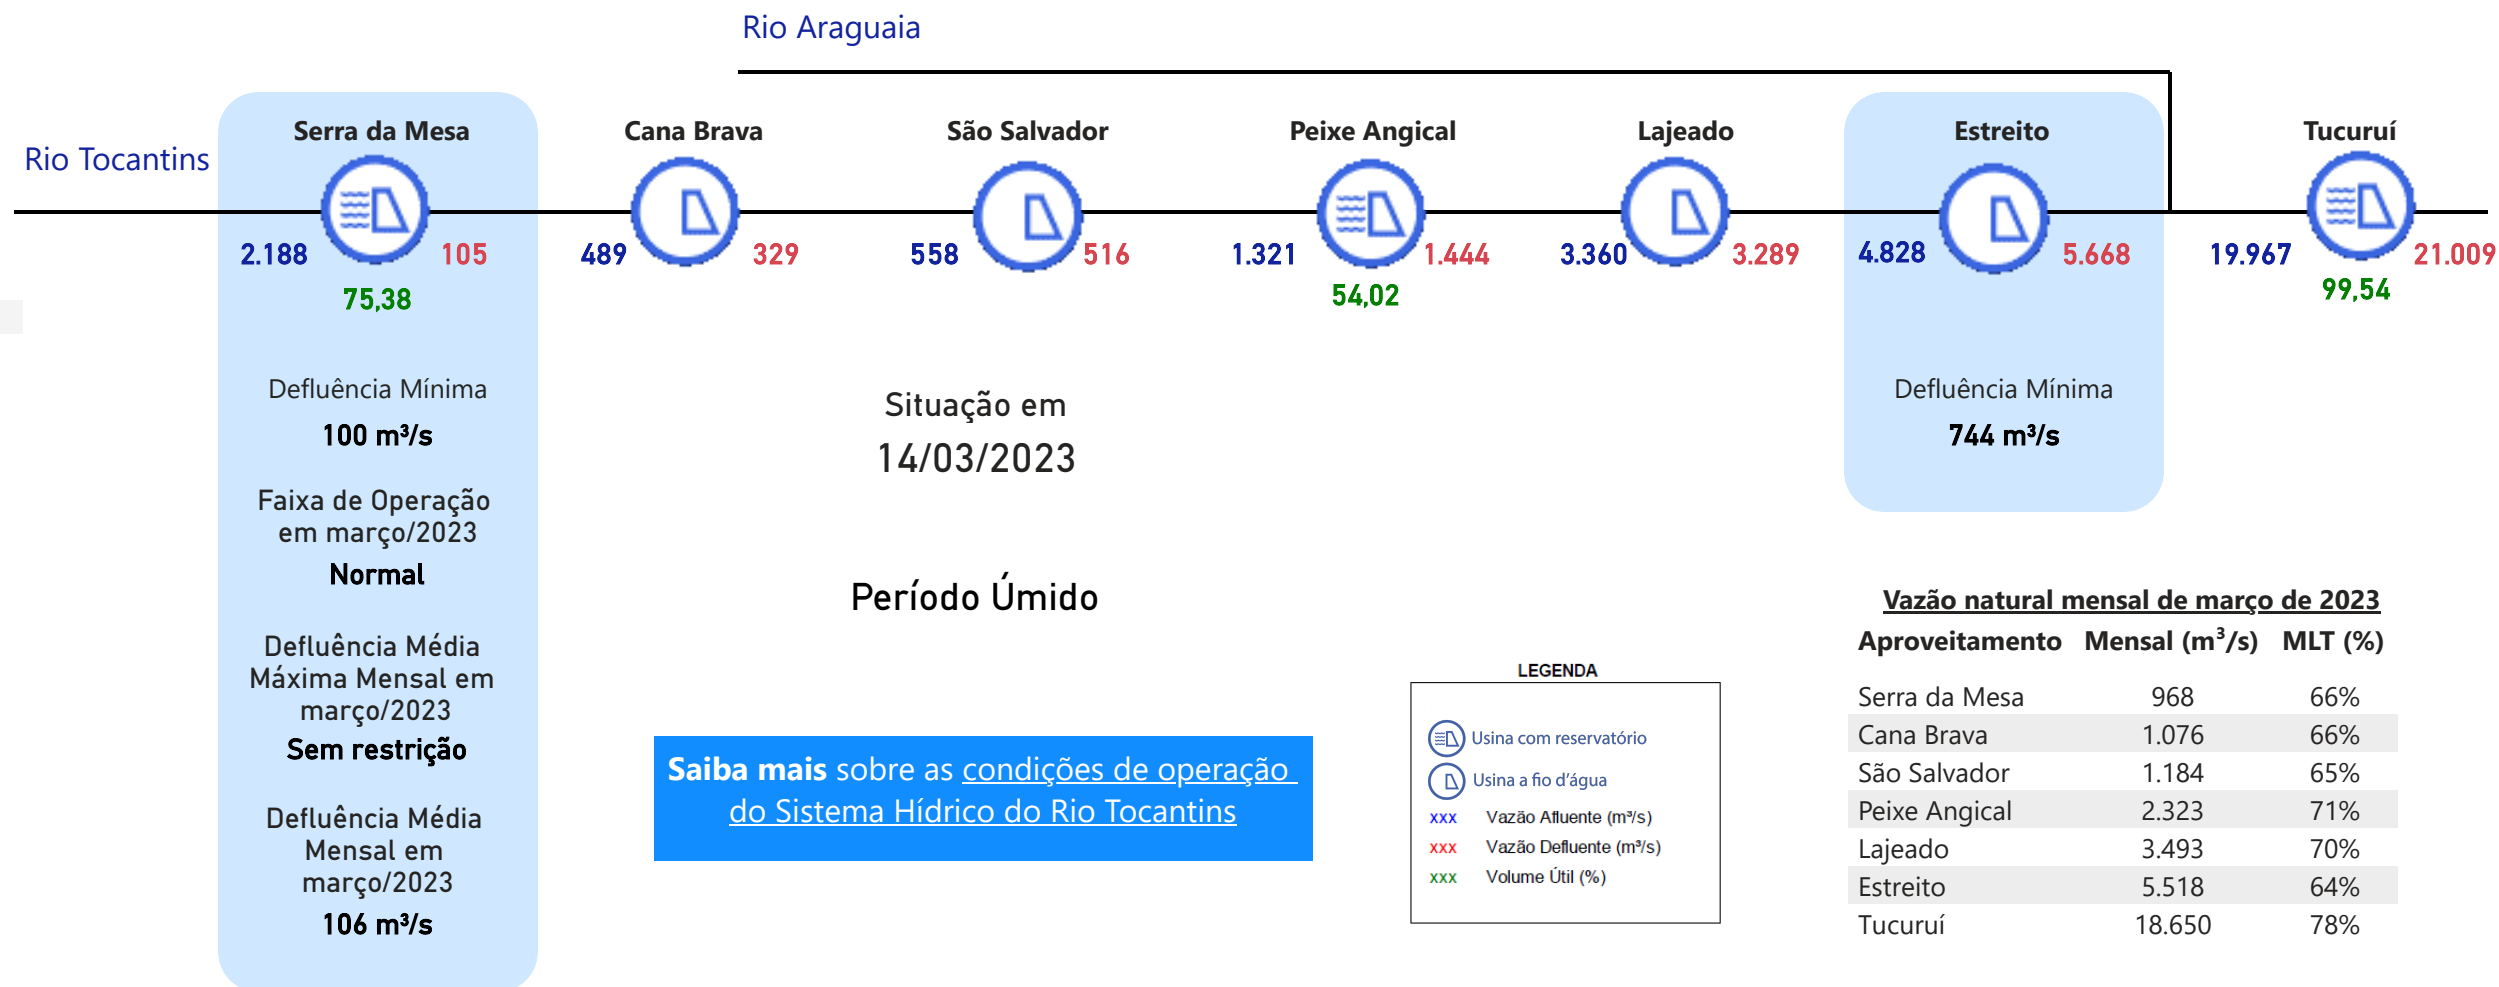 Rio Araguaia
Rio Tocantins
Serra da Mesa
Cana Brava
São Salvador
Peixe Angical
Lajeado
Estreito
Tucuruí
2.188
105
489
329
558
516
1.321
1.444
3.360
3.289
4.828
5.668
19.967
21.009
75,38
54,02
99,54
Defluência Mínima
100 m³/s
Faixa de Operação
em março/2023
Normal
Defluência Média
Máxima Mensal em
março/2023
Sem restrição
Defluência Média
Mensal em
março/2023
106 m³/s
Situação em
14/03/2023
Período Úmido
Saiba mais sobre as condições de operação
do Sistema Hídrico do Rio Tocantins
Defluência Mínima
744 m³/s
LEGENDA
Usina com reservatório
Usina a fio d'água
xxx Vazão Afluente (m³/s)
xxx Vazão Defluente (m³/s)
xxx Volume Útil (%)
Vazão natural mensal de março de 2023
Aproveitamento Mensal (m³/s) MLT (%)
Serra da Mesa 968 66%
Cana Brava 1.076 66%
São Salvador 1.184 65%
Peixe Angical 2.323 71%
Lajeado 3.493 70%
Estreito 5.518 64%
Tucuruí 18.650 78%